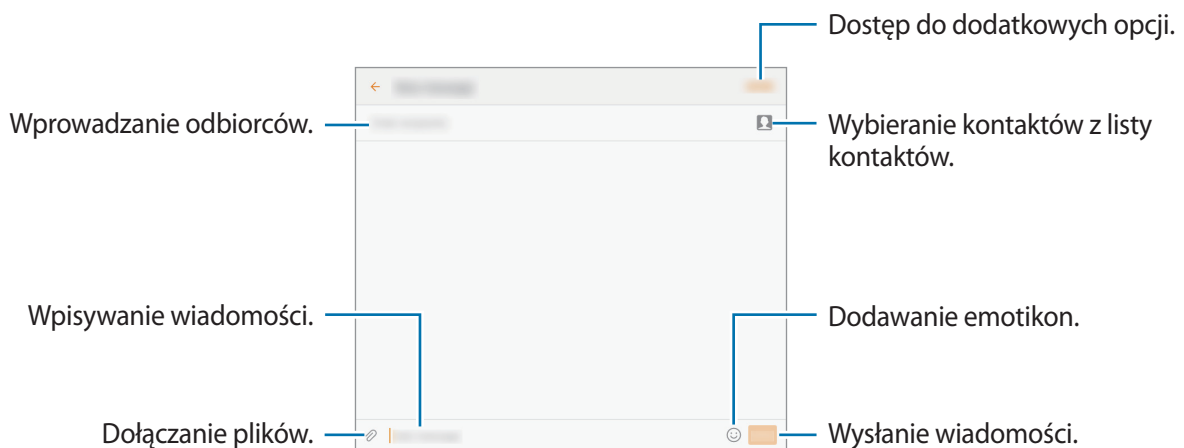 Dostęp do dodatkowych opcji.
Wprowadzanie odbiorców.
Wybieranie kontaktów z listy
kontaktów.
Wpisywanie wiadomości.
Dodawanie emotikon.
Dołączanie plików.
Wysłanie wiadomości.